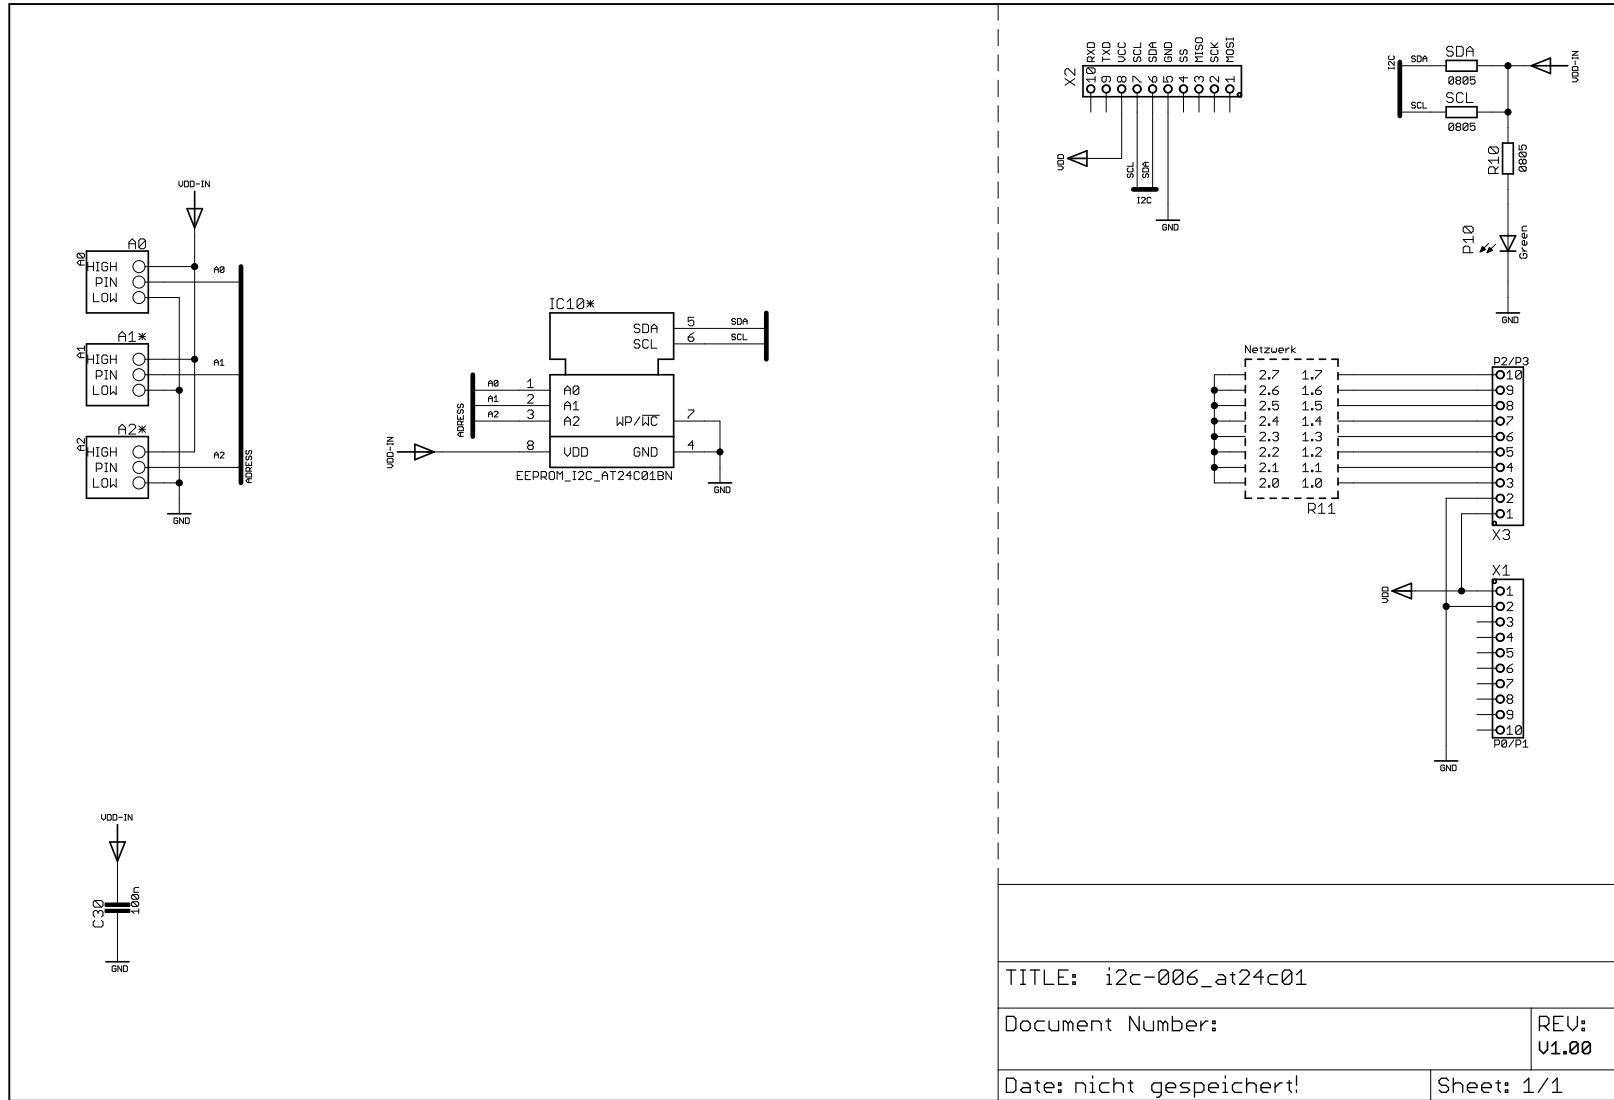 VDD-IN
A0
A0
HIGH
PIN
LOW
A0
A1*
A1
HIGH
PIN
LOW
A1
A2*
A2
HIGH
PIN
LOW
A2
ADRESS
GND
IC10*
SDA 5 SDA
SCL 6 SCL
A0 1 A0
A1 2 A1
A2 3 A2
WP/WC 7
ADRESS
VDD-IN
8 VDD GND 4
EEPROM_I2C_AT24C01BN
GND
VDD-IN
C30
100n
GND
X2
RXD TXD VCC SCL SDA GND SS MISO SCK MOSI
10 9 8 7 6 5 4 3 2 1
VDD
SCL
SDA
I2C
GND
I2C
SDA
SDA
0805
VDD-IN
SCL
SCL
0805
R10
0805
P10
Green
GND
Netzwerk
2.7 1.7
2.6 1.6
2.5 1.5
2.4 1.4
2.3 1.3
2.2 1.2
2.1 1.1
2.0 1.0
R11
P2/P3
10
9
8
7
6
5
4
3
2
1
X3
X1
VDD
1
2
3
4
5
6
7
8
9
10
P0/P1
GND
TITLE: i2c-006_at24c01
Document Number:
REV:
V1.00
Date: nicht gespeichert!
Sheet: 1/1